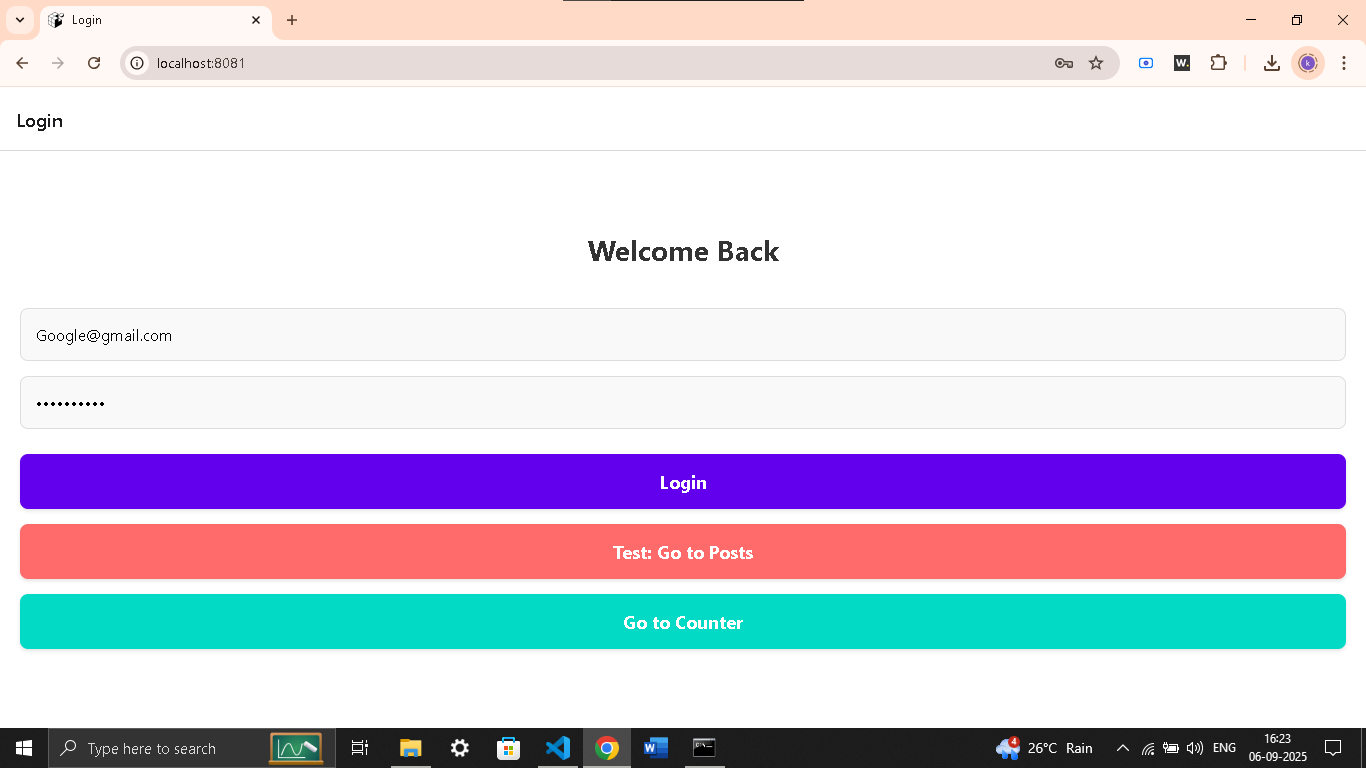 Login
localhost:8081
W.
k
Login
Welcome Back
Google@gmail.com
••••••••••
Login
Test: Go to Posts
Go to Counter
Type here to search
4
26°C Rain
ENG
16:23
06-09-2025